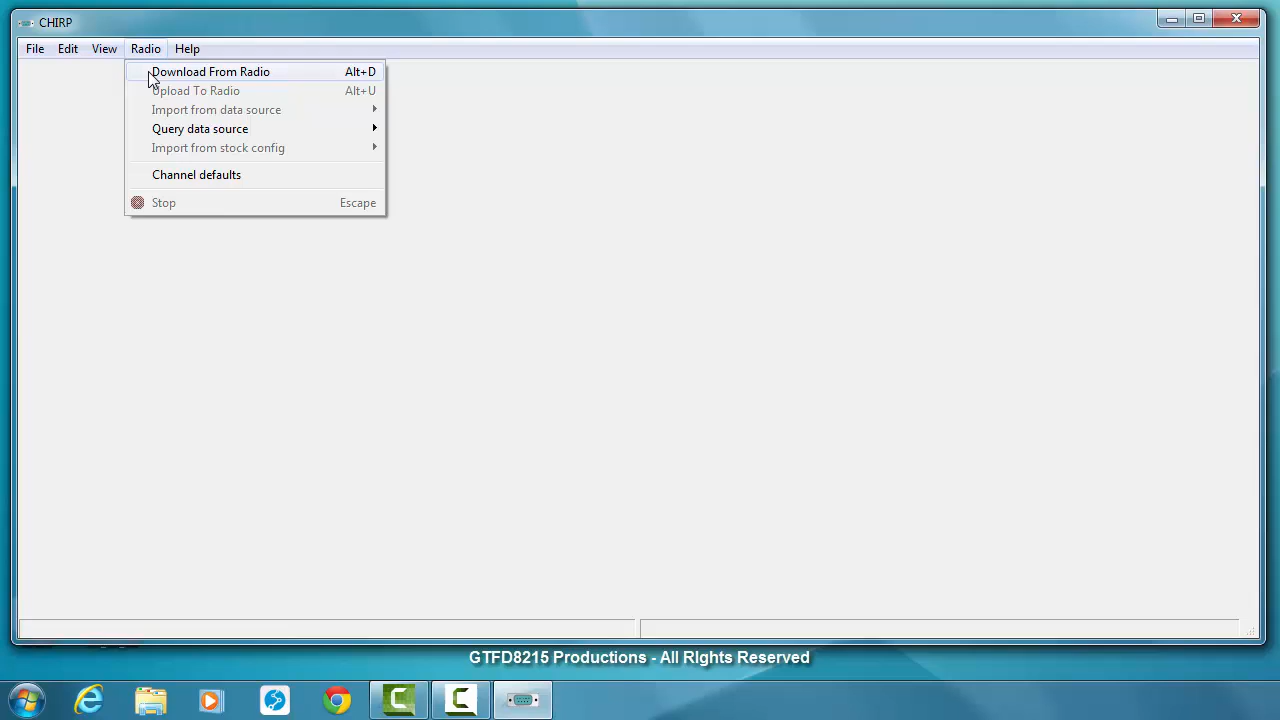 CHIRP
File Edit View Radio Help
Download From Radio Alt+D
Upload To Radio Alt+U
Import from data source
Query data source
Import from stock config
Channel defaults
Stop Escape
GTFD8215 Productions - All RIghts Reserved